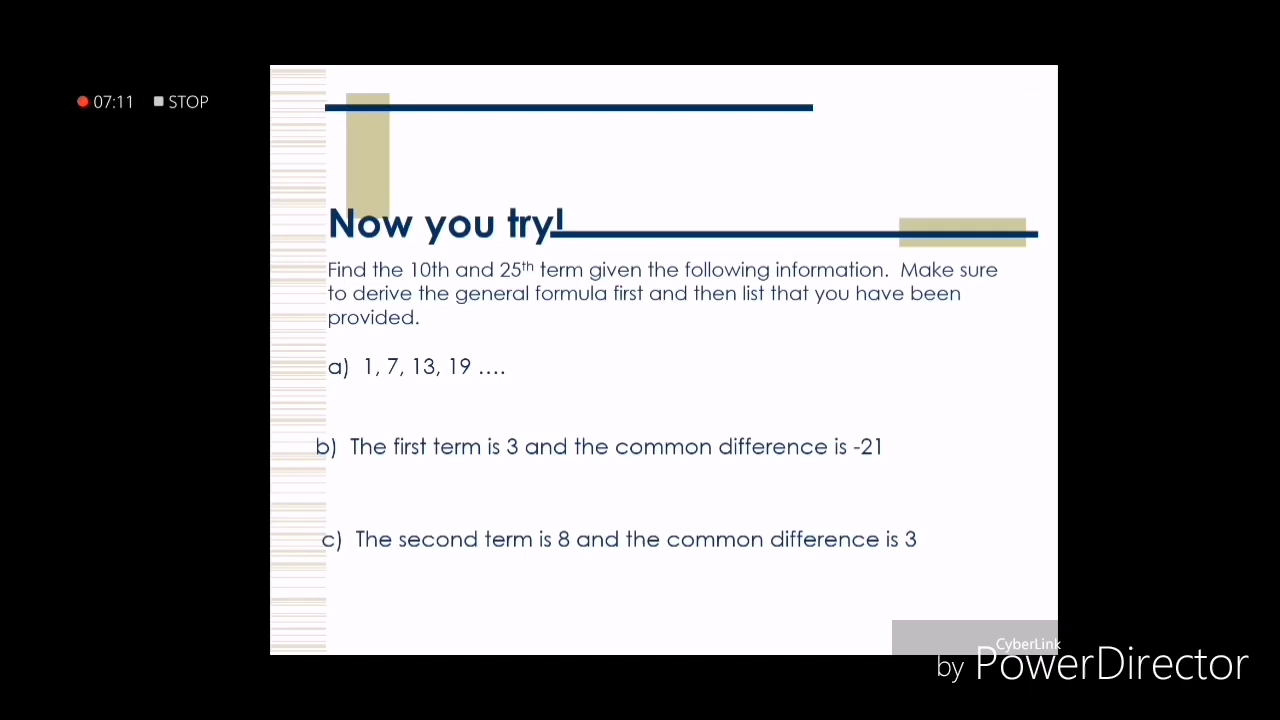 07:11 STOP
Now you try!
Find the 10th and 25th term given the following information. Make sure
to derive the general formula first and then list that you have been
provided.
a) 1, 7, 13, 19 ....
b) The first term is 3 and the common difference is -21
c) The second term is 8 and the common difference is 3
CyberLink
by PowerDirector